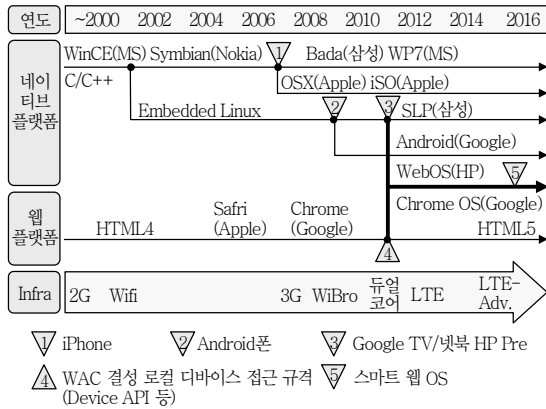 연도 ~2000 2002 2004 2006 2008 2010 2012 2014 2016
네이
티브
플랫폼
WinCE(MS) Symbian(Nokia) 1 Bada(삼성) WP7(MS)
C/C++ OSX(Apple) iSO(Apple)
Embedded Linux 2 3 SLP(삼성)
Android(Google)
WebOS(HP) 5
Chrome OS(Google)
웹
플랫폼
HTML4 Safri
(Apple) Chrome
(Google) HTML5
4
Infra 2G Wifi 3G WiBro 듀얼
코어 LTE LTE-
Adv.
1 iPhone 2 Android폰 3 Google TV/넷북 HP Pre
4 WAC 결성 로컬 디바이스 접근 규격 5 스마트 웹 OS
(Device API 등)